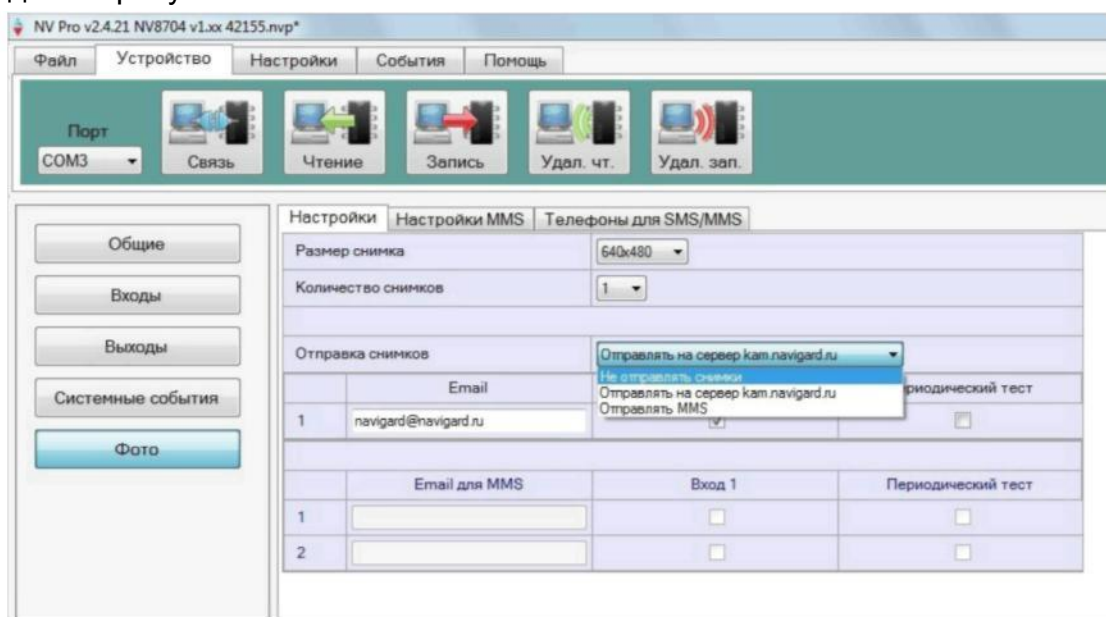 NV Pro v2.4.21 NV8704 v1.xx 42155.nvp*
Файл Устройство Настройки События Помощь
Порт
COM3 Связь Чтение Запись Удал. чт. Удал. зап.
Настройки Настройки MMS Телефоны для SMS/MMS
Общие
Входы
Выходы
Системные события
Фото
Размер снимка 640x480
Количество снимков 1
Отправка снимков Отправлять на сервер kam.navigard.ru
Не отправлять снимки
Отправлять на сервер kam.navigard.ru
Отправлять MMS
Email риодический тест
1 navigard@navigard.ru
Email для MMS Вход 1 Периодический тест
1
2